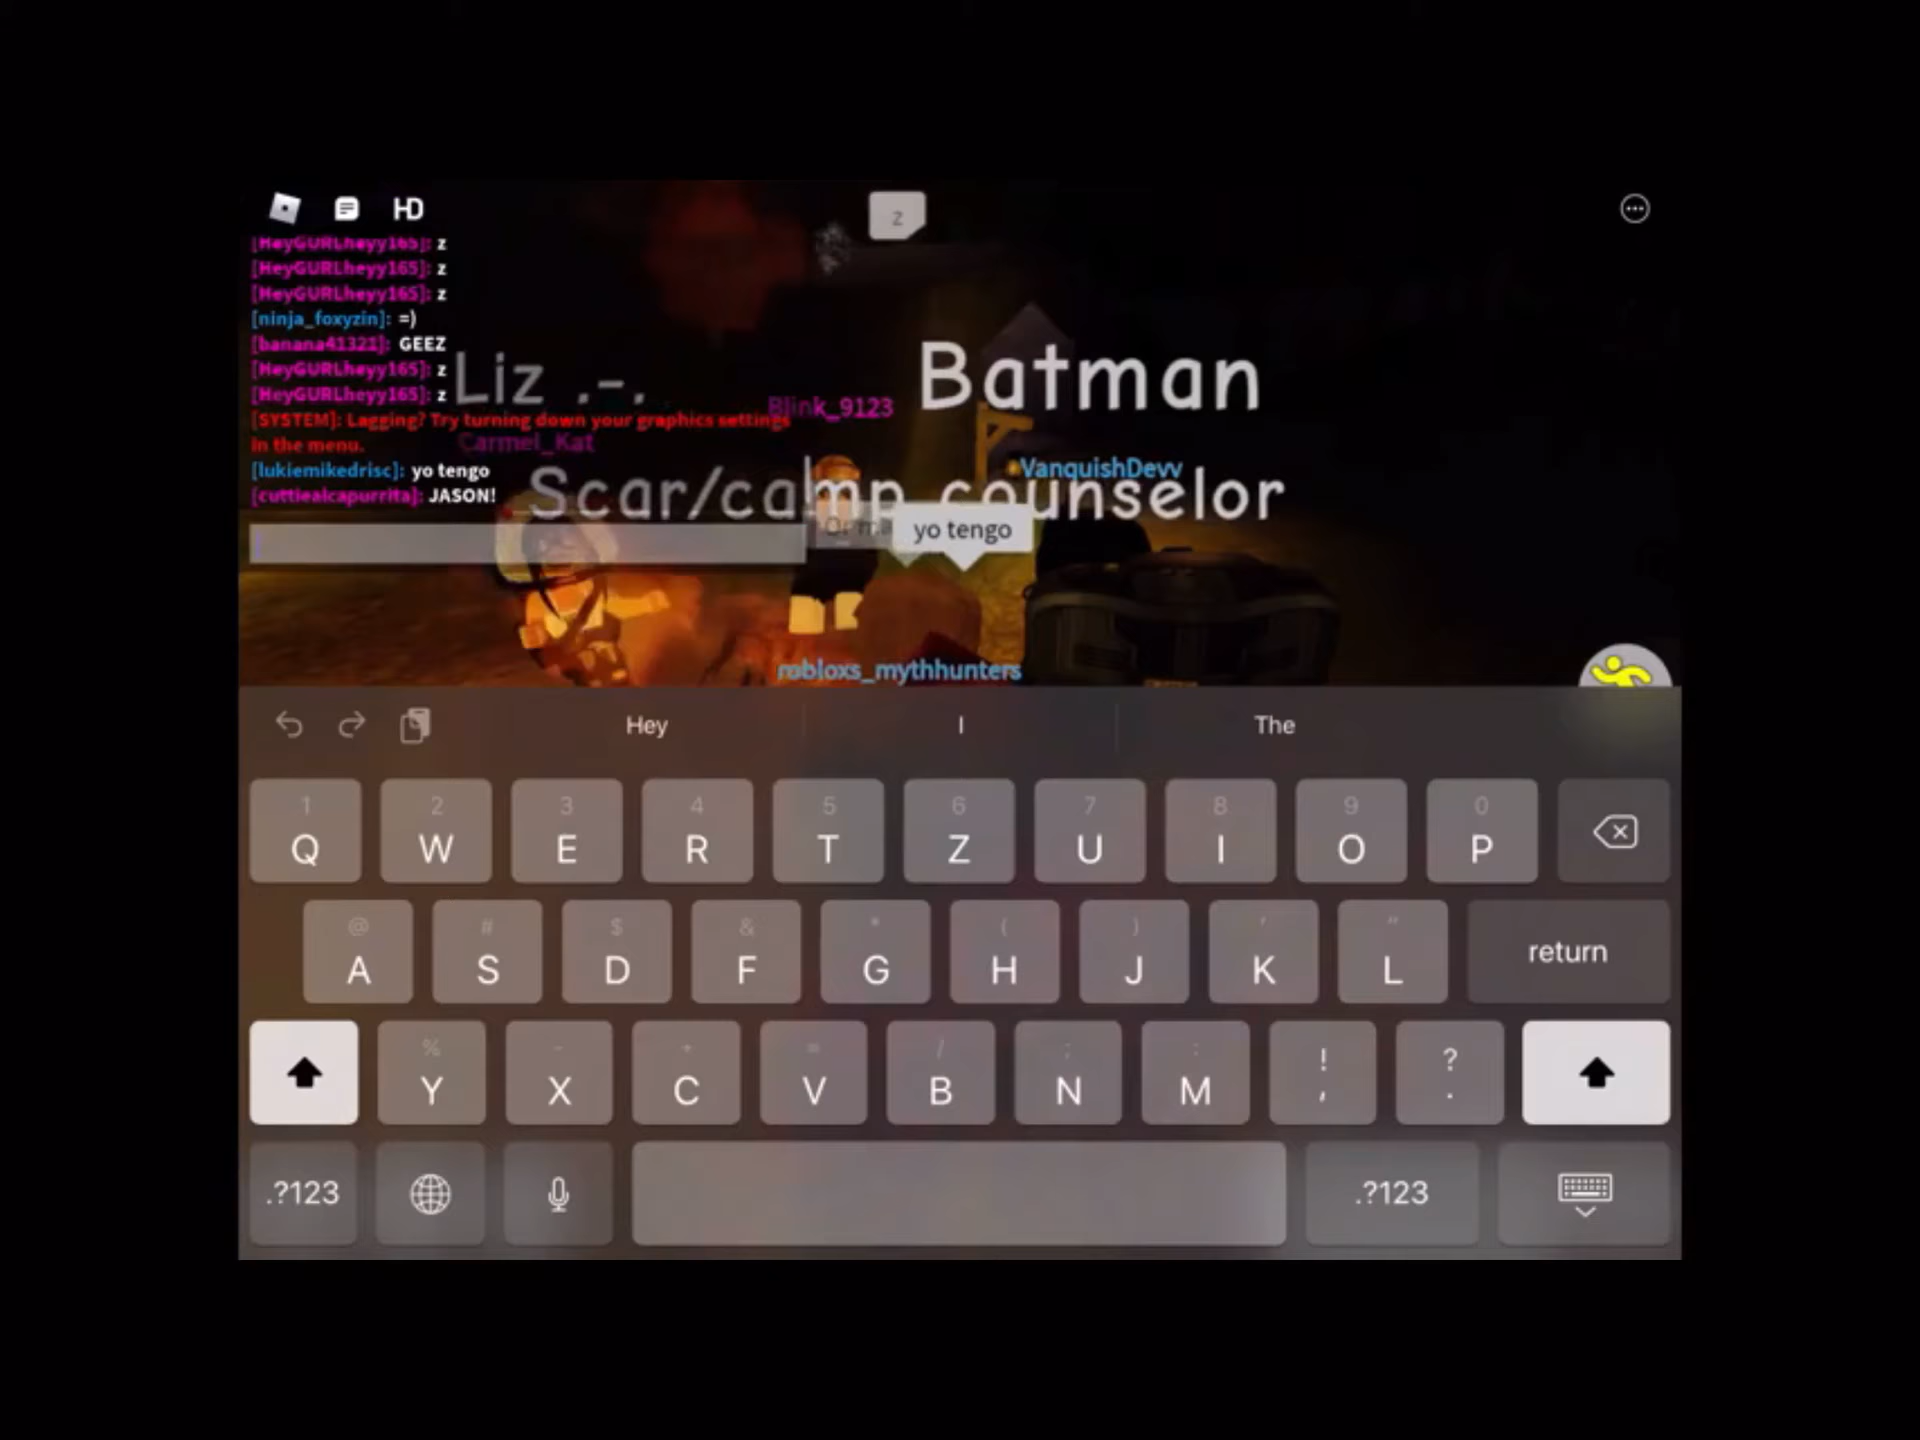 HD
z
[HeyGURLheyy165]: z
[HeyGURLheyy165]: z
[HeyGURLheyy165]: z
[ninja_foxyzin]: =)
[banana41321]: GEEZ
[HeyGURLheyy165]: z
[HeyGURLheyy165]: z
[SYSTEM]: Lagging? Try turning down your graphics settings
in the menu.
[lukiemikedrisc]: yo tengo
[cuttiealcapurrita]: JASON!
Liz .-.
Batman
Blink_9123
Carmel_Kat
VanquishDevv
Scar/camp counselor
yo tengo
robloxs_mythhunters
Hey I The
1 2 3 4 5 6 7 8 9 0
Q W E R T Z U I O P
@ # $ & * ( ) ' "
A S D F G H J K L return
% - + = / ; : ! ?
Y X C V B N M , .
.?123 .?123